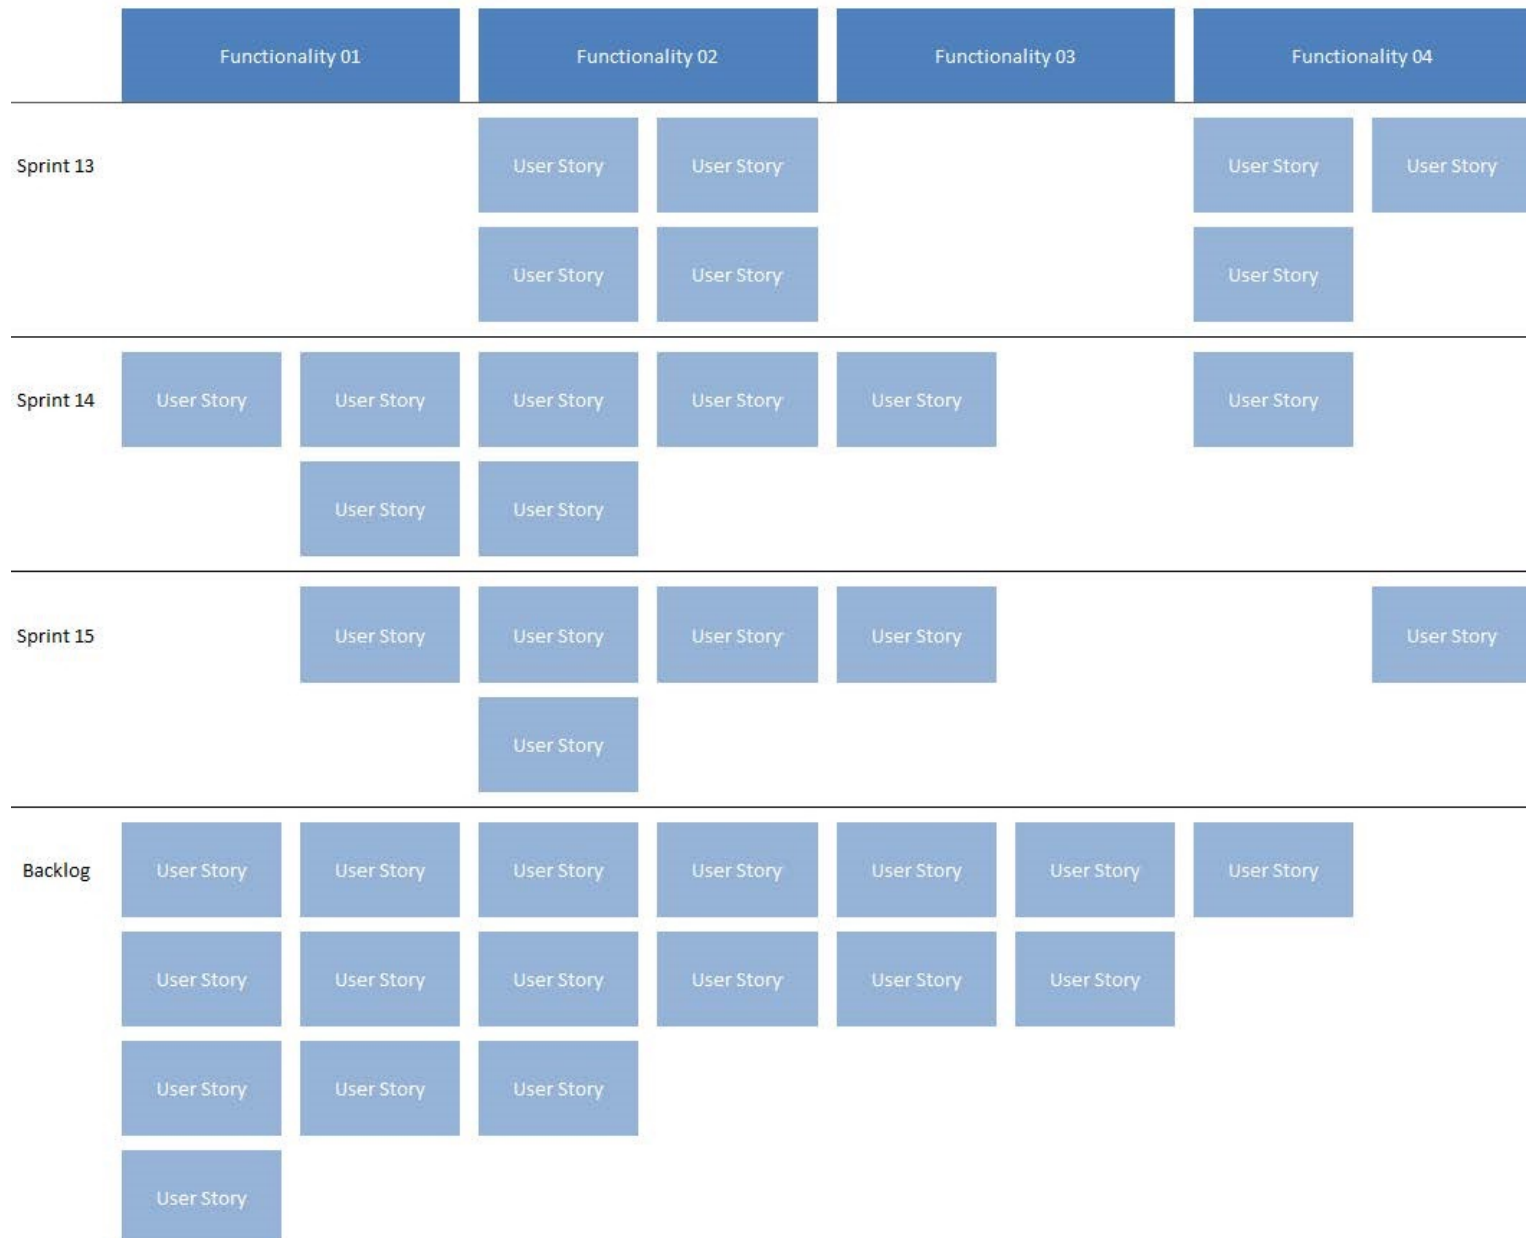 Functionality 01 Functionality 02 Functionality 03 Functionality 04
Sprint 13 User Story User Story User Story User Story
User Story User Story User Story
Sprint 14 User Story User Story User Story User Story User Story User Story
User Story User Story
Sprint 15 User Story User Story User Story User Story User Story
User Story
Backlog User Story User Story User Story User Story User Story User Story User Story
User Story User Story User Story User Story User Story User Story
User Story User Story User Story
User Story